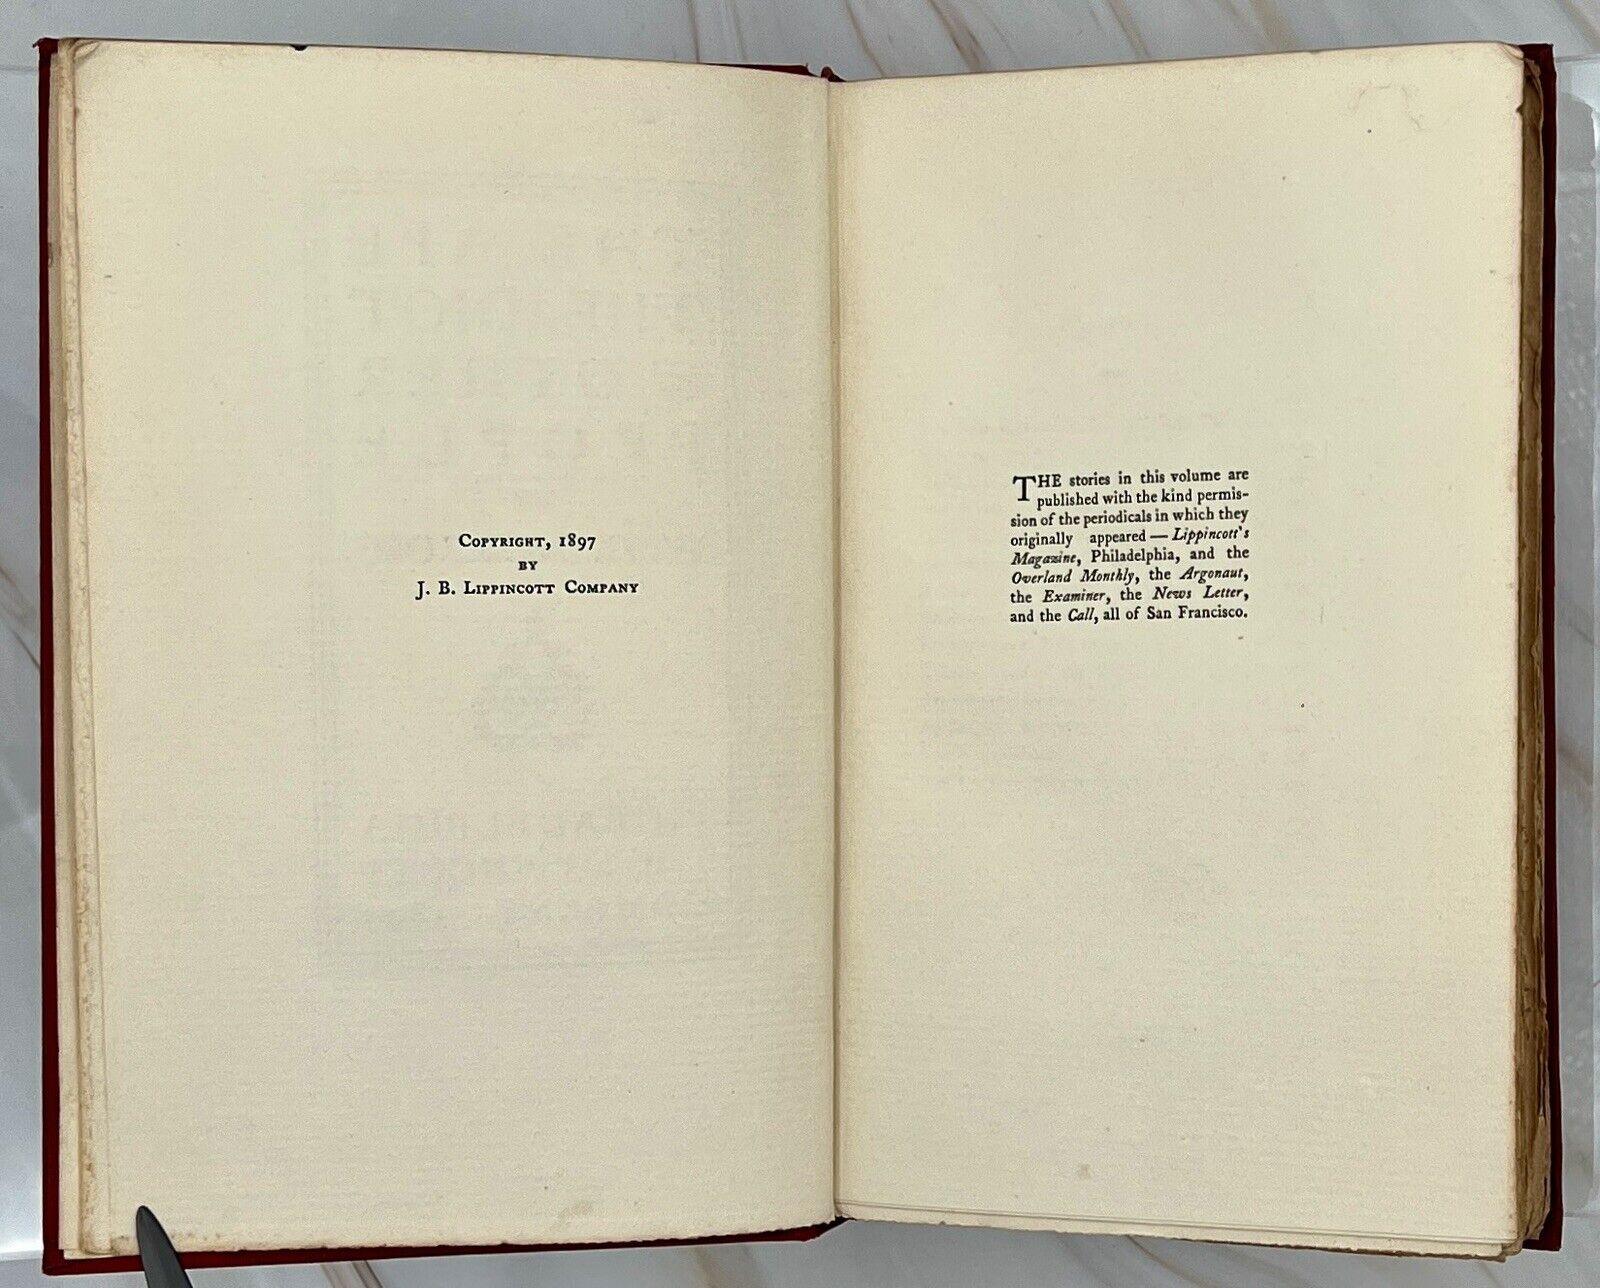 Copyright, 1897
by
J. B. Lippincott Company
THE stories in this volume are
published with the kind permis-
sion of the periodicals in which they
originally appeared — Lippincott's
Magazine, Philadelphia, and the
Overland Monthly, the Argonaut,
the Examiner, the News Letter,
and the Call, all of San Francisco.